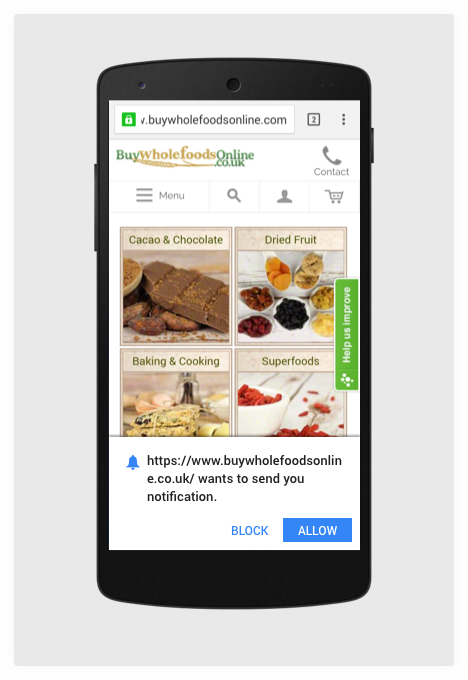 v.buywholefoodsonline.com
2
BuyWholeFoodsOnline
.co.uk
Contact
Menu
Cacao & Chocolate
Dried Fruit
Help us improve
Baking & Cooking
Superfoods
https://www.buywholefoodsonlin
e.co.uk/ wants to send you
notification.
BLOCK
ALLOW